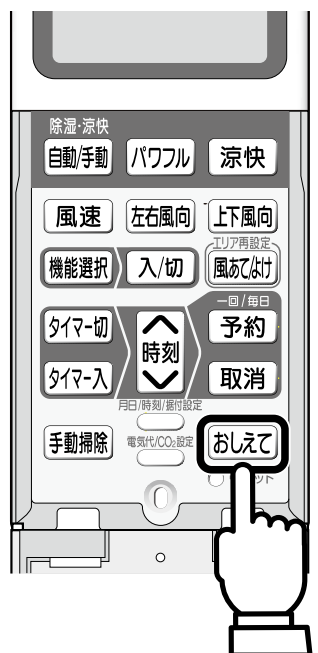 除湿・涼快
自動/手動 パワフル 涼快
風速 左右風向 上下風向
エリア再設定
機能選択 入/切 風あて/よけ
一回/毎日
タイマー切 時刻 予約
タイマー入 取消
月日/時刻/据付設定
手動掃除 電気代/CO₂設定 おしえて